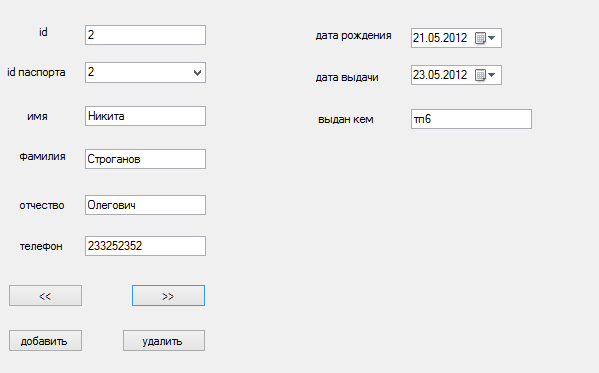 id 2
id паспорта 2
имя Никита
фамилия Строганов
отчество Олегович
телефон 233252352
<< >>
добавить удалить
дата рождения 21.05.2012
дата выдачи 23.05.2012
выдан кем тп6